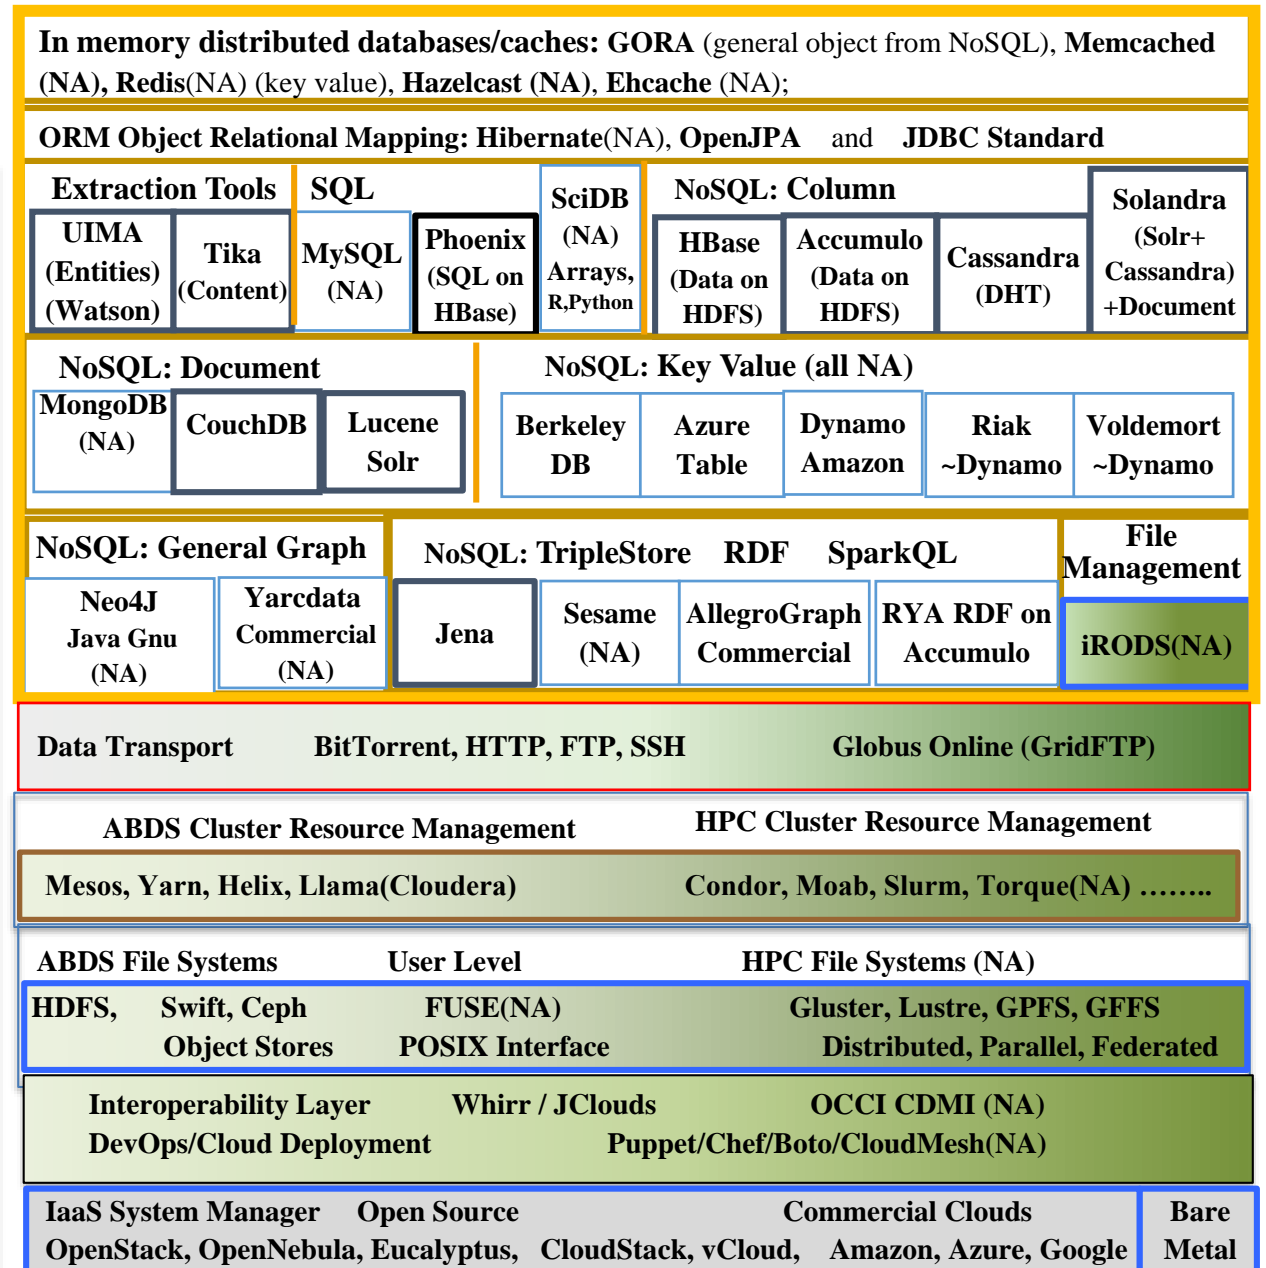 In memory distributed databases/caches: GORA (general object from NoSQL), Memcached
(NA), Redis(NA) (key value), Hazelcast (NA), Ehcache (NA);
ORM Object Relational Mapping: Hibernate(NA), OpenJPA and JDBC Standard
Extraction Tools
UIMA
(Entities)
(Watson)
Tika
(Content)
SQL
MySQL
(NA)
Phoenix
(SQL on
HBase)
SciDB
(NA)
Arrays,
R,Python
NoSQL: Column
HBase
(Data on
HDFS)
Accumulo
(Data on
HDFS)
Cassandra
(DHT)
Solandra
(Solr+
Cassandra)
+Document
NoSQL: Document
MongoDB
(NA)
CouchDB
Lucene
Solr
NoSQL: Key Value (all NA)
Berkeley
DB
Azure
Table
Dynamo
Amazon
Riak
~Dynamo
Voldemort
~Dynamo
NoSQL: General Graph
Neo4J
Java Gnu
(NA)
Yarcdata
Commercial
(NA)
NoSQL: TripleStore RDF SparkQL
Jena
Sesame
(NA)
AllegroGraph
Commercial
RYA RDF on
Accumulo
File
Management
iRODS(NA)
Data Transport BitTorrent, HTTP, FTP, SSH Globus Online (GridFTP)
ABDS Cluster Resource Management HPC Cluster Resource Management
Mesos, Yarn, Helix, Llama(Cloudera) Condor, Moab, Slurm, Torque(NA) ……..
ABDS File Systems User Level HPC File Systems (NA)
HDFS, Swift, Ceph FUSE(NA) Gluster, Lustre, GPFS, GFFS
Object Stores POSIX Interface Distributed, Parallel, Federated
Interoperability Layer Whirr / JClouds OCCI CDMI (NA)
DevOps/Cloud Deployment Puppet/Chef/Boto/CloudMesh(NA)
IaaS System Manager Open Source Commercial Clouds
OpenStack, OpenNebula, Eucalyptus, CloudStack, vCloud, Amazon, Azure, Google
Bare
Metal